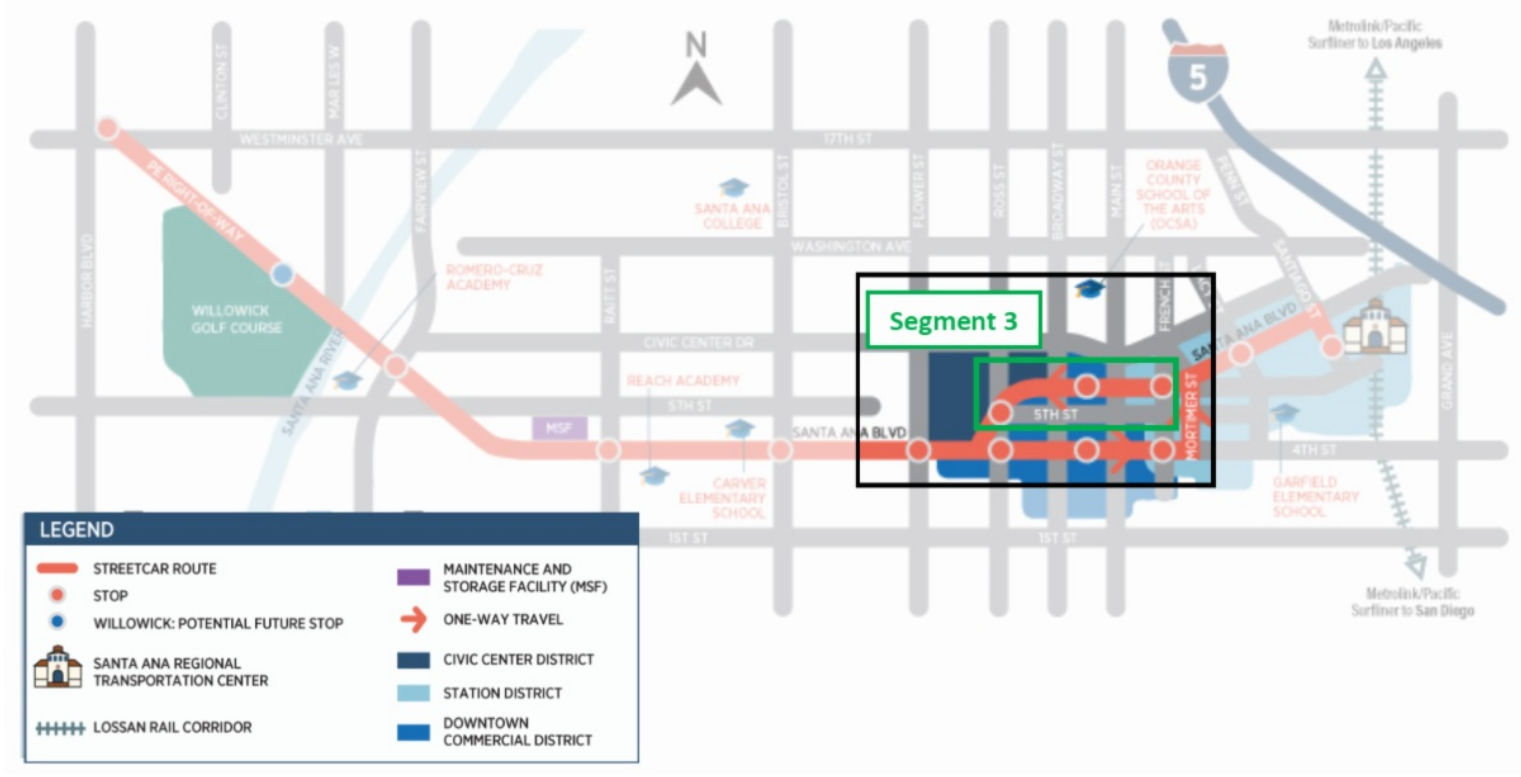 Metrolink/Pacific
Surfliner to Los Angeles
N
5
CLINTON ST
WESTMINSTER AVE
17TH ST
PE RIGHT-OF-WAY
FAIRVIEW ST
SANTA ANA
COLLEGE
BRISTOL ST
FLOWER ST
ROSS ST
BROADWAY ST
MAIN ST
ORANGE
COUNTY
SCHOOL OF
THE ARTS
(OCSA)
PENN ST
WASHINGTON AVE
SANTIAGO ST
HARBOR BLVD
ROMERO-CRUZ
ACADEMY
RAITT ST
WILLOWICK
GOLF COURSE
SANTA ANA RIVER
CIVIC CENTER DR
Segment 3
SANTA ANA BLVD
GRAND AVE
REACH ACADEMY
5TH ST
5TH ST
MORTIMER ST
MSF
SANTA ANA BLVD
4TH ST
CARVER
ELEMENTARY
SCHOOL
GARFIELD
ELEMENTARY
SCHOOL
1ST ST
1ST ST
Metrolink/Pacific
Surfliner to San Diego
LEGEND
STREETCAR ROUTE
STOP
WILLOWICK: POTENTIAL FUTURE STOP
SANTA ANA REGIONAL
TRANSPORTATION CENTER
LOSSAN RAIL CORRIDOR
MAINTENANCE AND
STORAGE FACILITY (MSF)
ONE-WAY TRAVEL
CIVIC CENTER DISTRICT
STATION DISTRICT
DOWNTOWN
COMMERCIAL DISTRICT